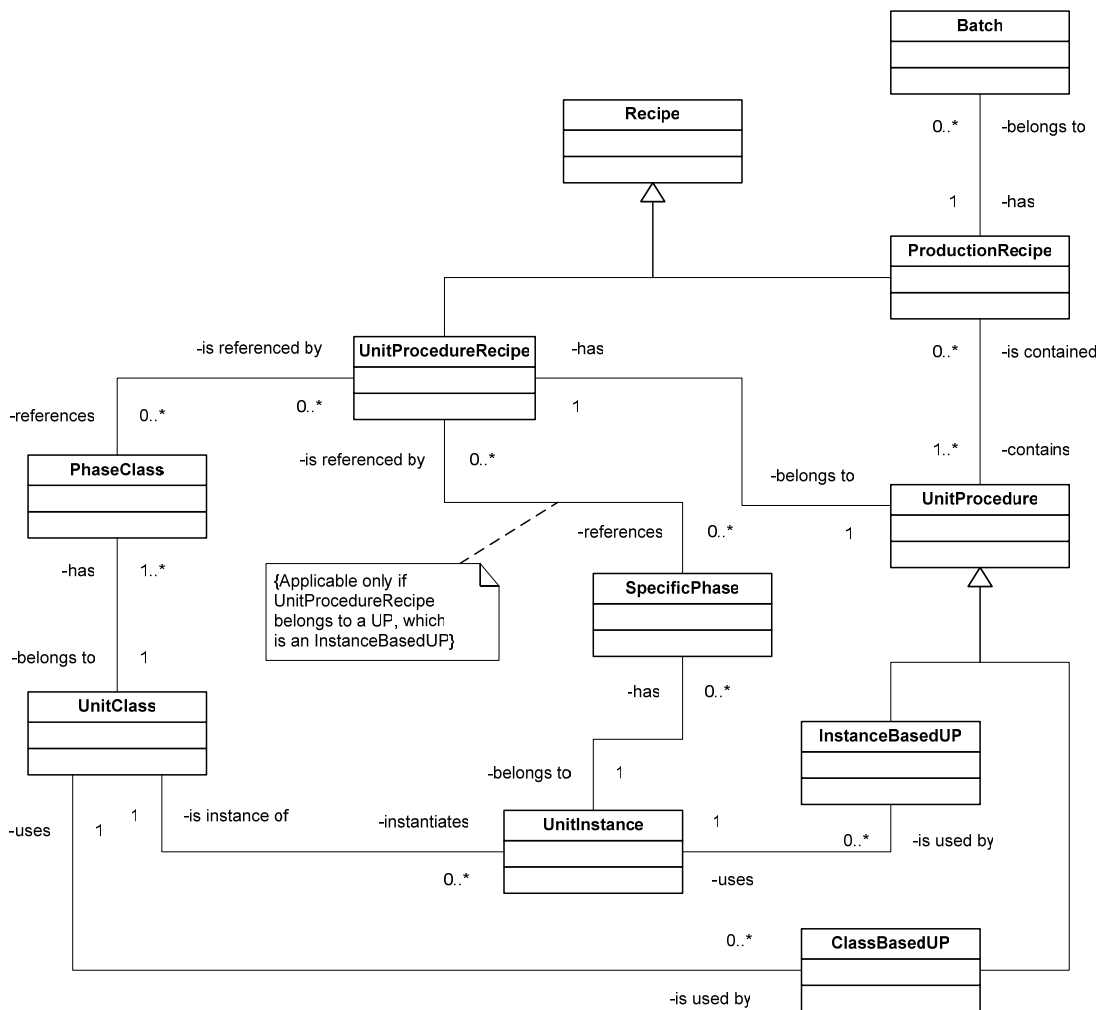 Batch
0..*
-belongs to
Recipe
1
-has
ProductionRecipe
-is referenced by
UnitProcedureRecipe
-has
0..*
-is contained
-references
0..*
0..*
1
-is referenced by
0..*
1..*
-contains
PhaseClass
-belongs to
UnitProcedure
-references
0..*
1
-has
1..*
{Applicable only if
UnitProcedureRecipe
belongs to a UP, which
is an InstanceBasedUP}
SpecificPhase
-belongs to
1
-has
0..*
UnitClass
InstanceBasedUP
-belongs to
1
-uses
1
1
-is instance of
-instantiates
UnitInstance
1
0..*
-is used by
0..*
-uses
0..*
ClassBasedUP
-is used by